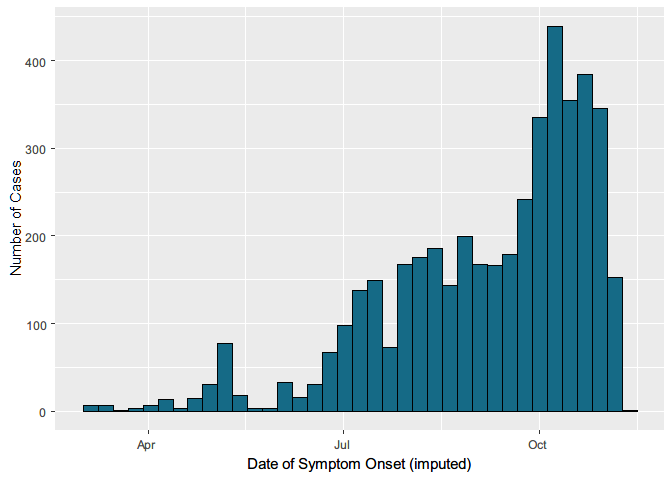 Number of Cases
400
300
200
100
0
Apr
Jul
Oct
Date of Symptom Onset (imputed)